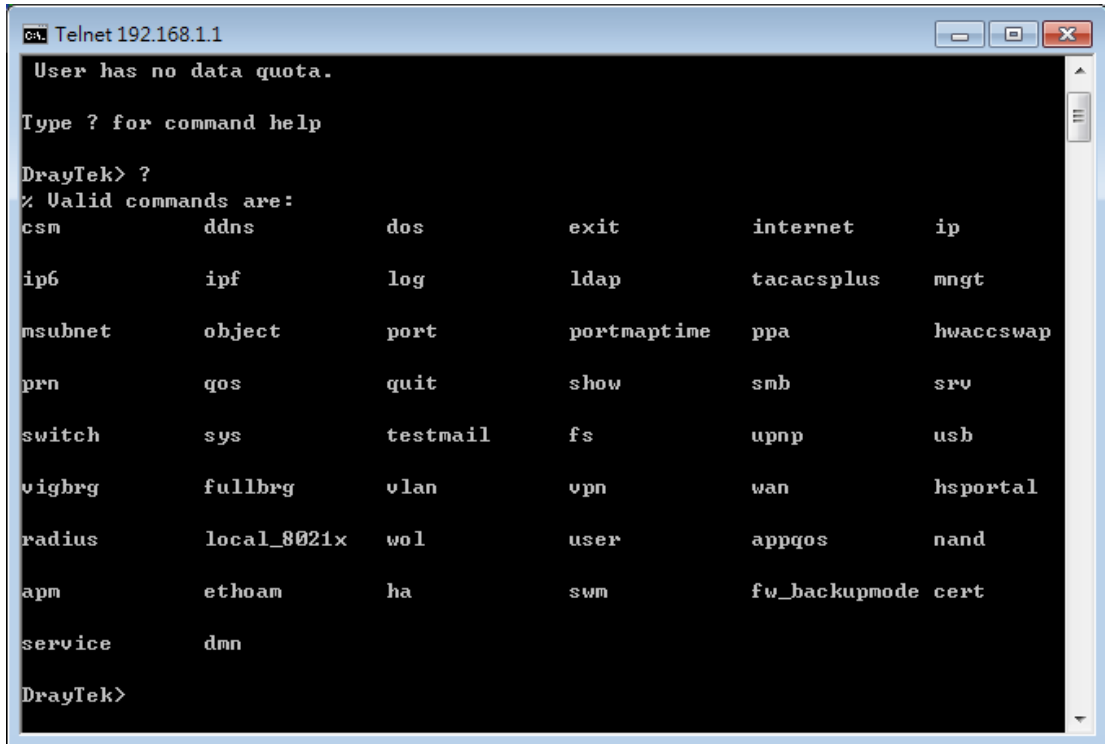 Telnet 192.168.1.1
User has no data quota.
Type ? for command help
DrayTek> ?
% Valid commands are:
csm ddns dos exit internet ip
ip6 ipf log ldap tacacsplus mngt
msubnet object port portmaptime ppa hwaccswap
prn qos quit show smb srv
switch sys testmail fs upnp usb
vigbrg fullbrg vlan vpn wan hsportal
radius local_8021x wol user appqos nand
apm ethoam ha swm fw_backupmode cert
service dmn
DrayTek>